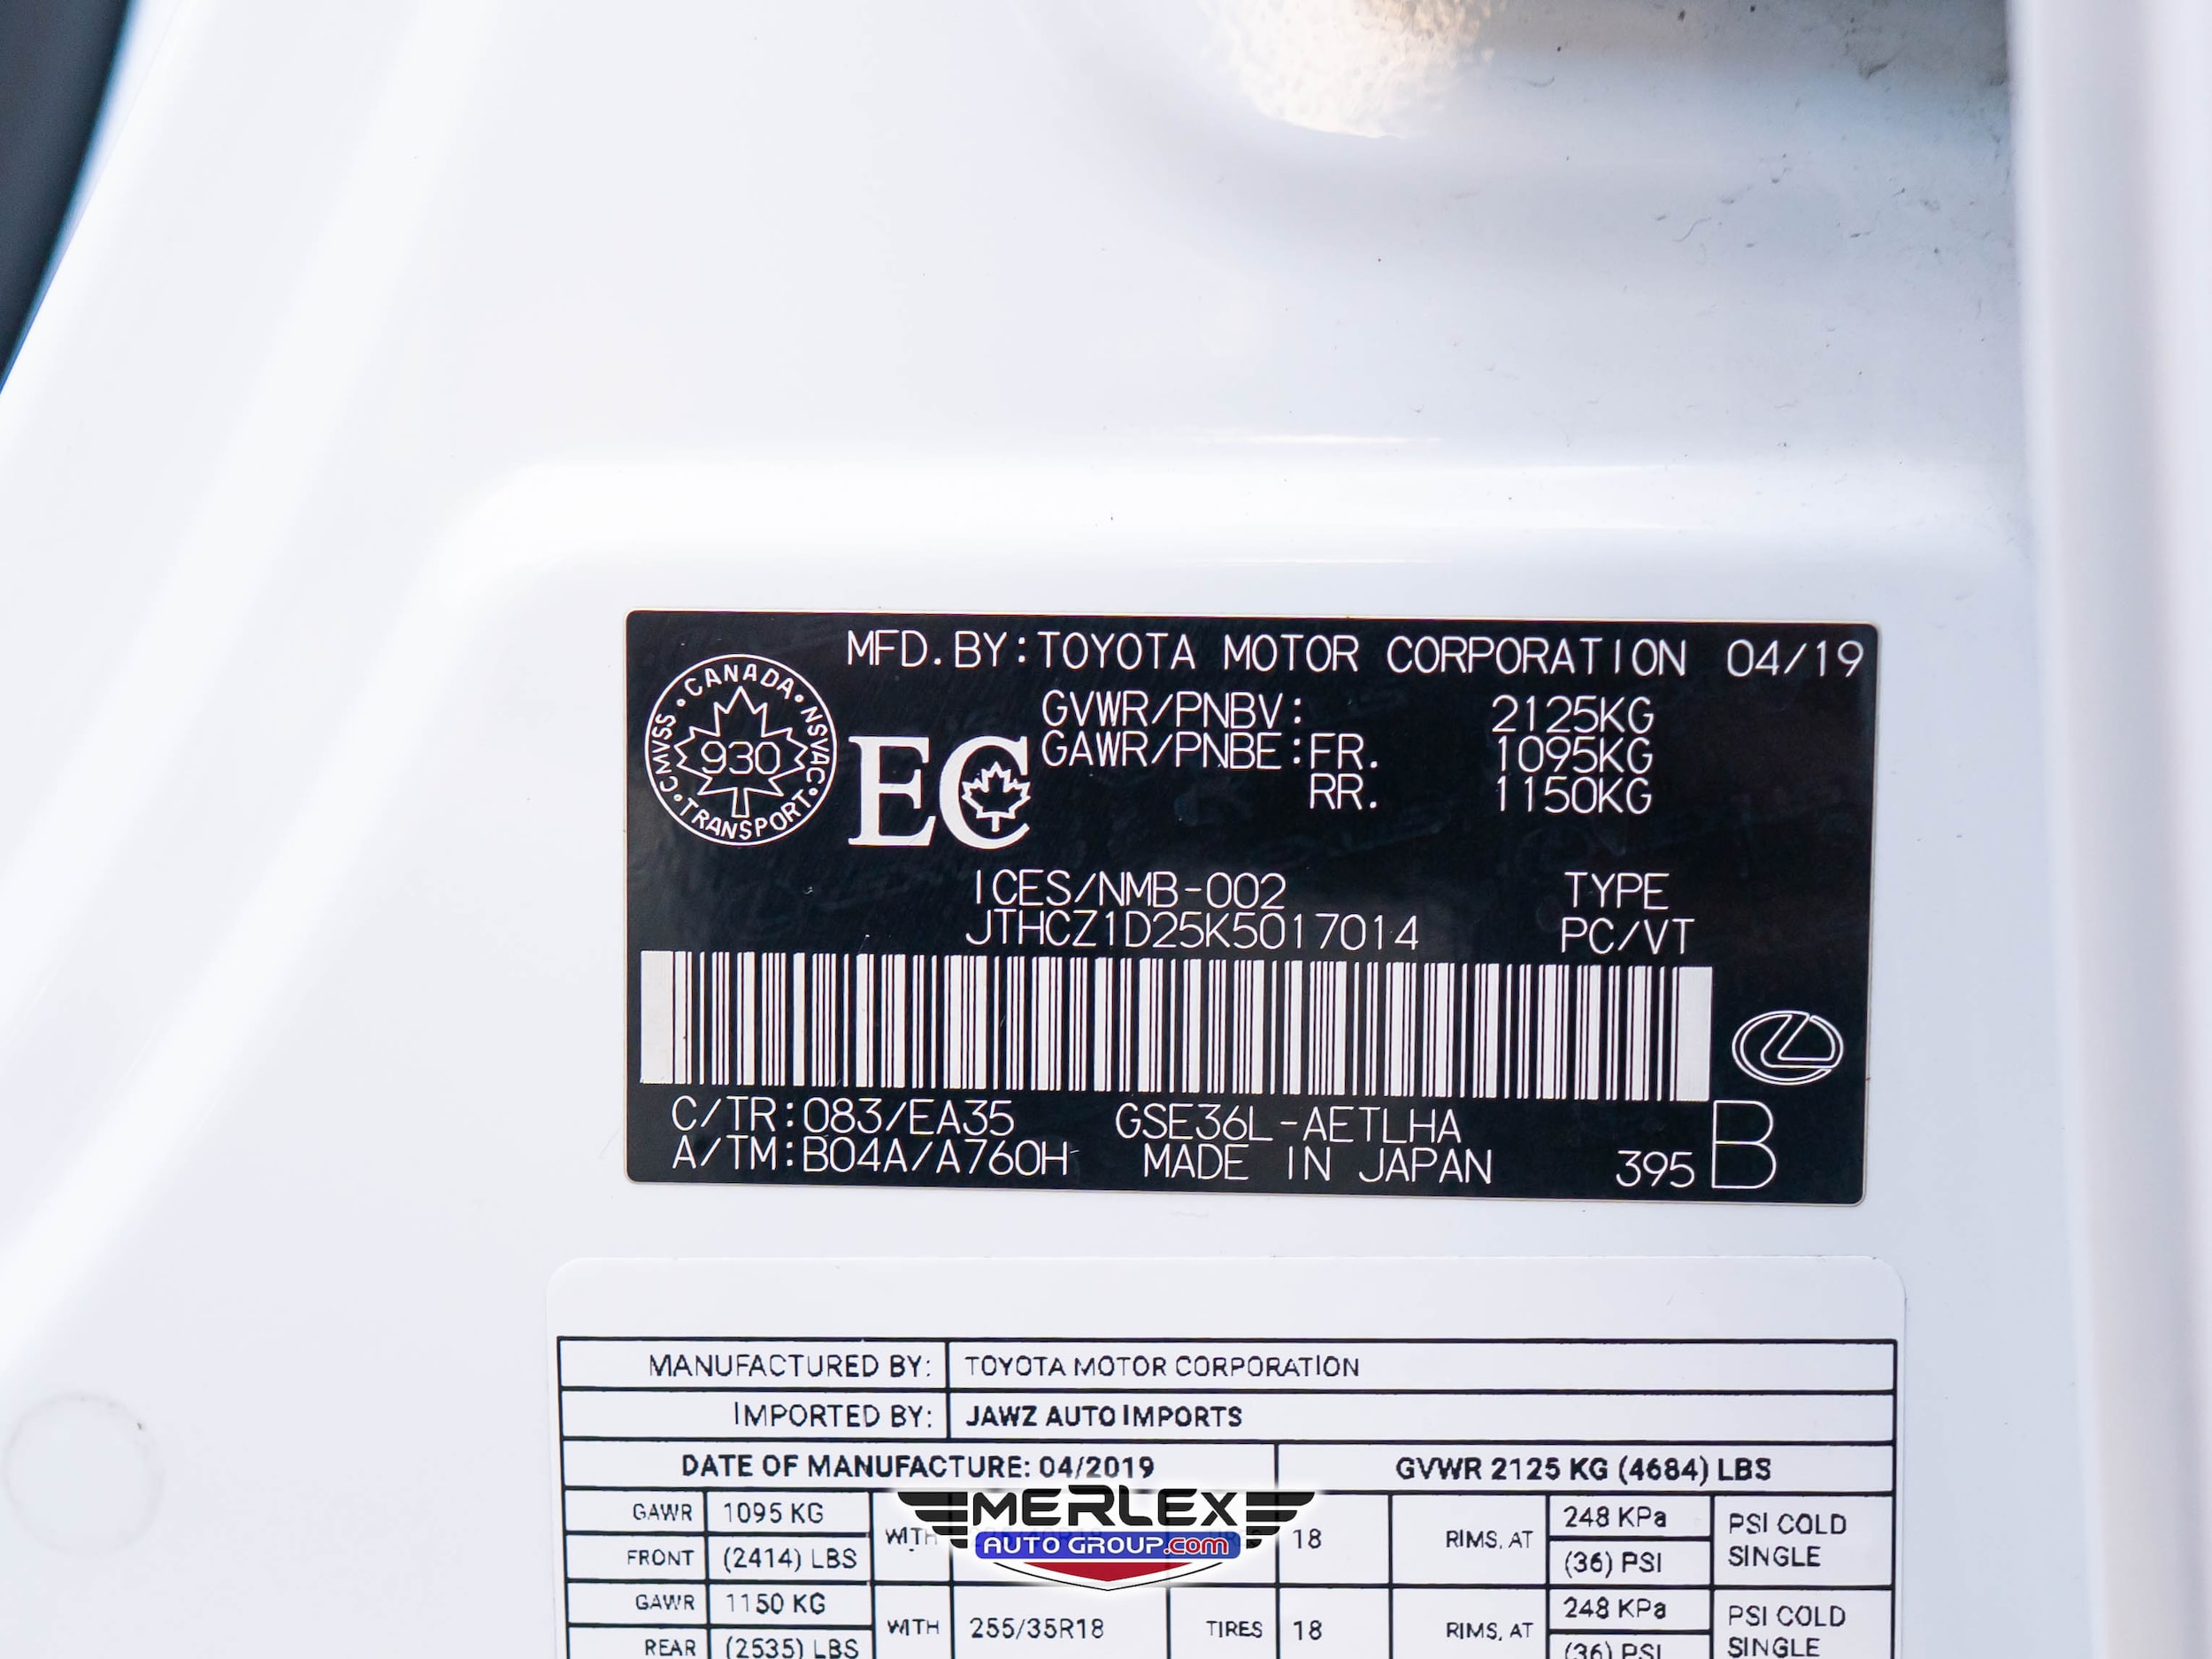 MFD.BY:TOYOTA MOTOR CORPORATION 04/19
GVWR/PNBV: 2125KG
GAWR/PNBE:FR. 1095KG
RR. 1150KG
CANADA
CMVSS
NSVAC
TRANSPORT
930
EC
ICES/NMB-002 TYPE
JTHCZ1D25K5017014 PC/VT
C/TR:083/EA35 GSE36L-AETLHA
A/TM:B04A/A760H MADE IN JAPAN 395 B
MANUFACTURED BY: TOYOTA MOTOR CORPORATION
IMPORTED BY: JAWZ AUTO IMPORTS
DATE OF MANUFACTURE: 04/2019 GVWR 2125 KG (4684) LBS
GAWR FRONT 1095 KG (2414) LBS WITH 18 RIMS, AT 248 KPa (36) PSI PSI COLD SINGLE
MERLEX
AUTO GROUP.com
GAWR REAR 1150 KG (2535) LBS WITH 255/35R18 TIRES 18 RIMS, AT 248 KPa (36) PSI PSI COLD SINGLE